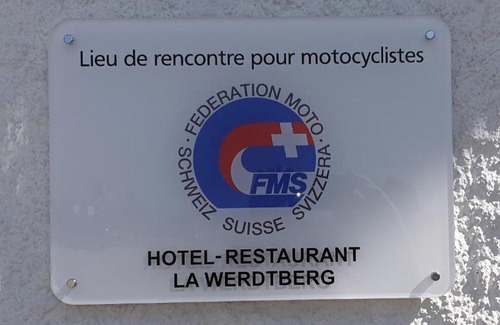 Lieu de rencontre pour motocyclistes
· FEDERATION MOTO ·
SCHWEIZ SUISSE SVIZZERA
FMS
HOTEL-RESTAURANT
LA WERDTBERG